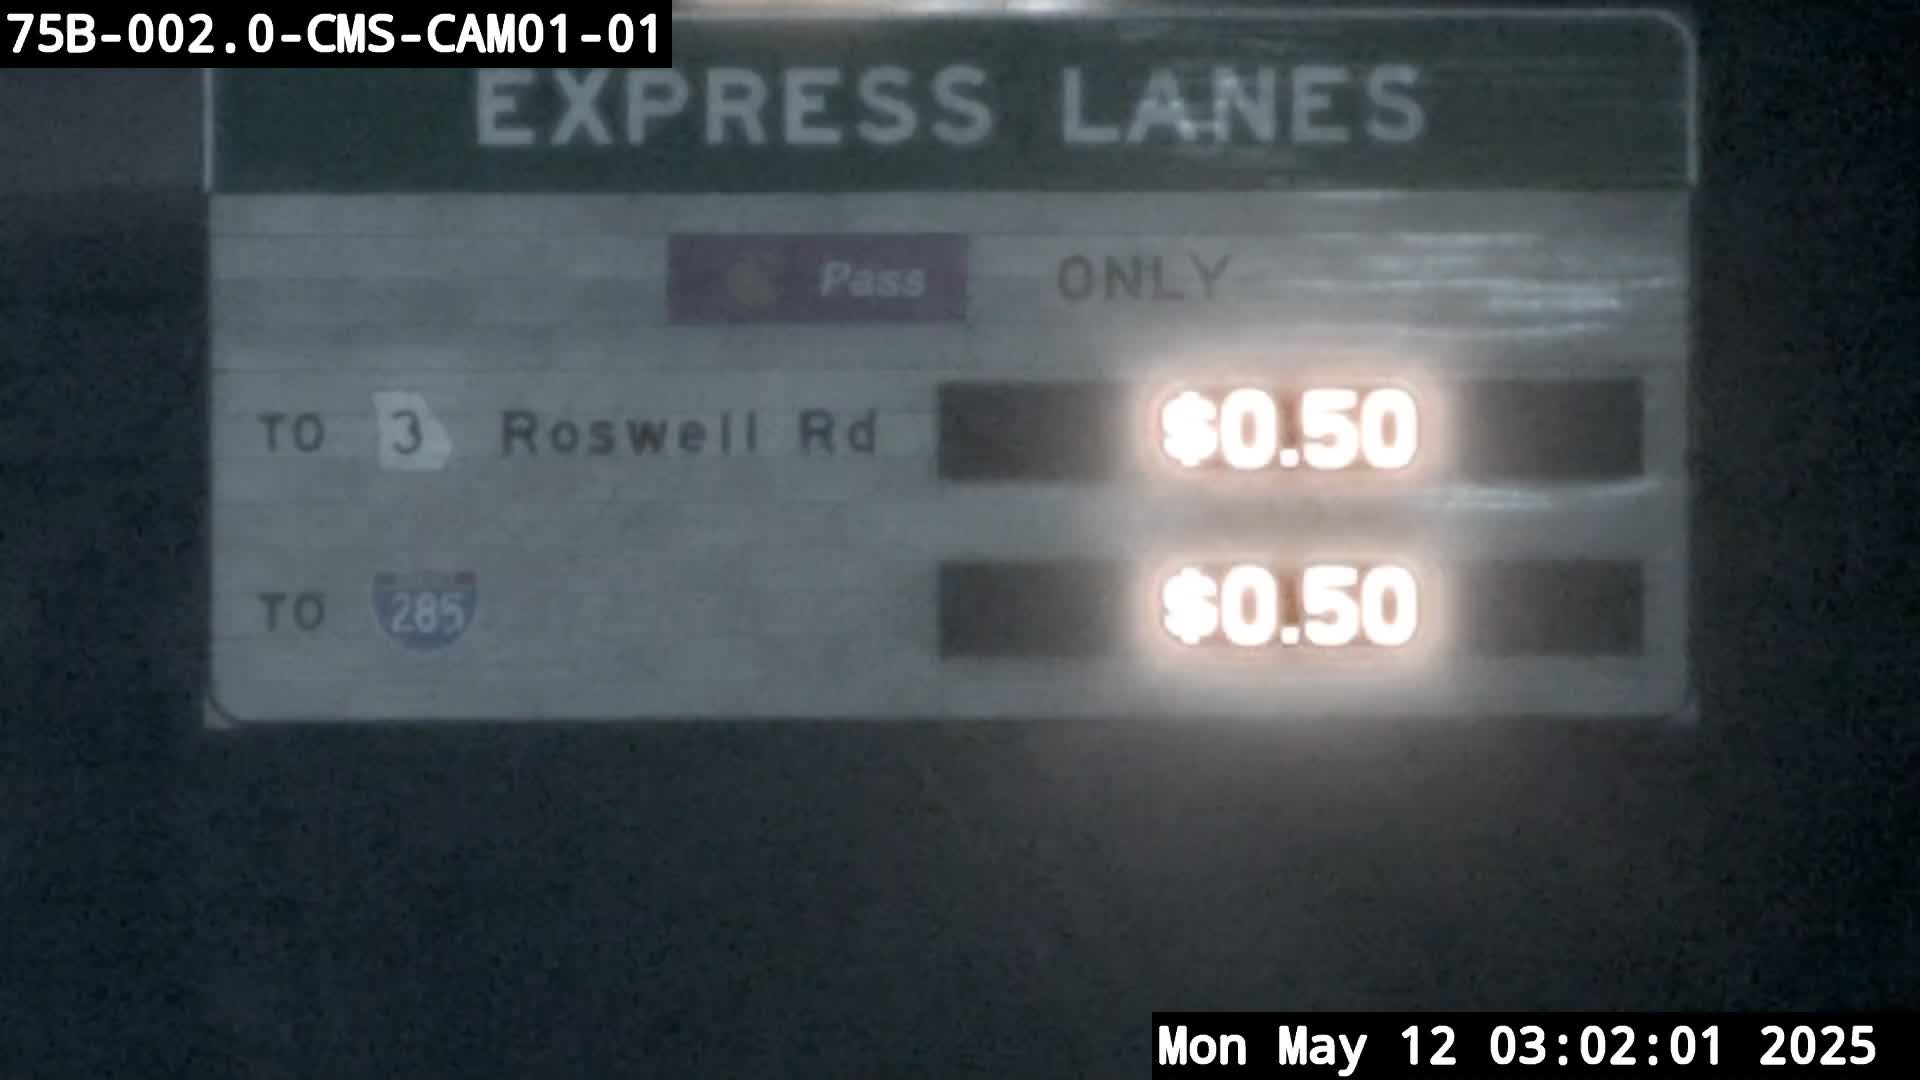 75B-002.0-CMS-CAM01-01
EXPRESS LANES
Pass ONLY
TO 3 Roswell Rd $0.50
TO 285 $0.50
Mon May 12 03:02:01 2025